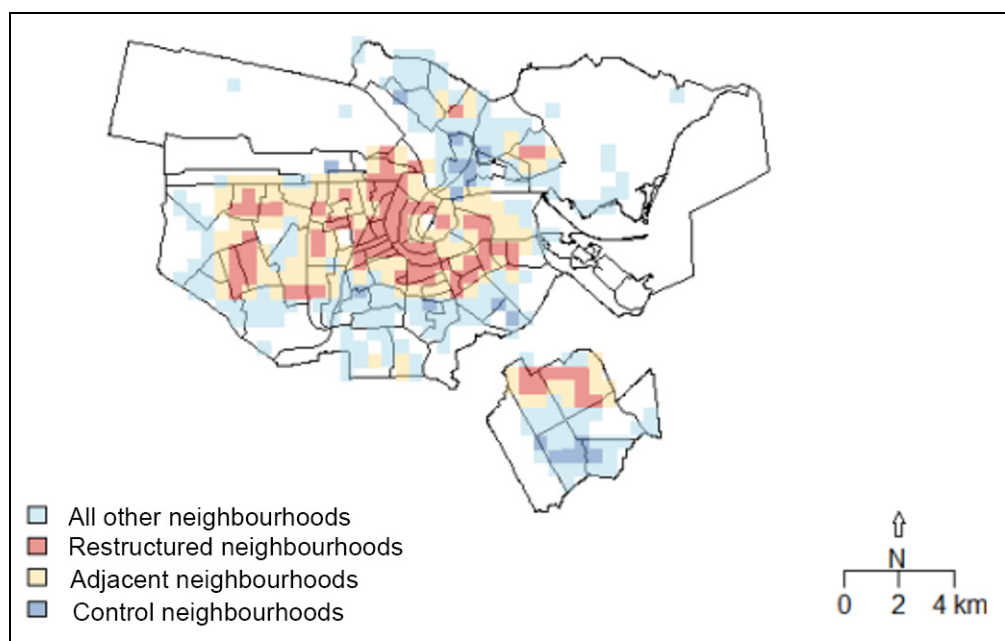 All other neighbourhoods
Restructured neighbourhoods
Adjacent neighbourhoods
Control neighbourhoods
N
0 2 4 km